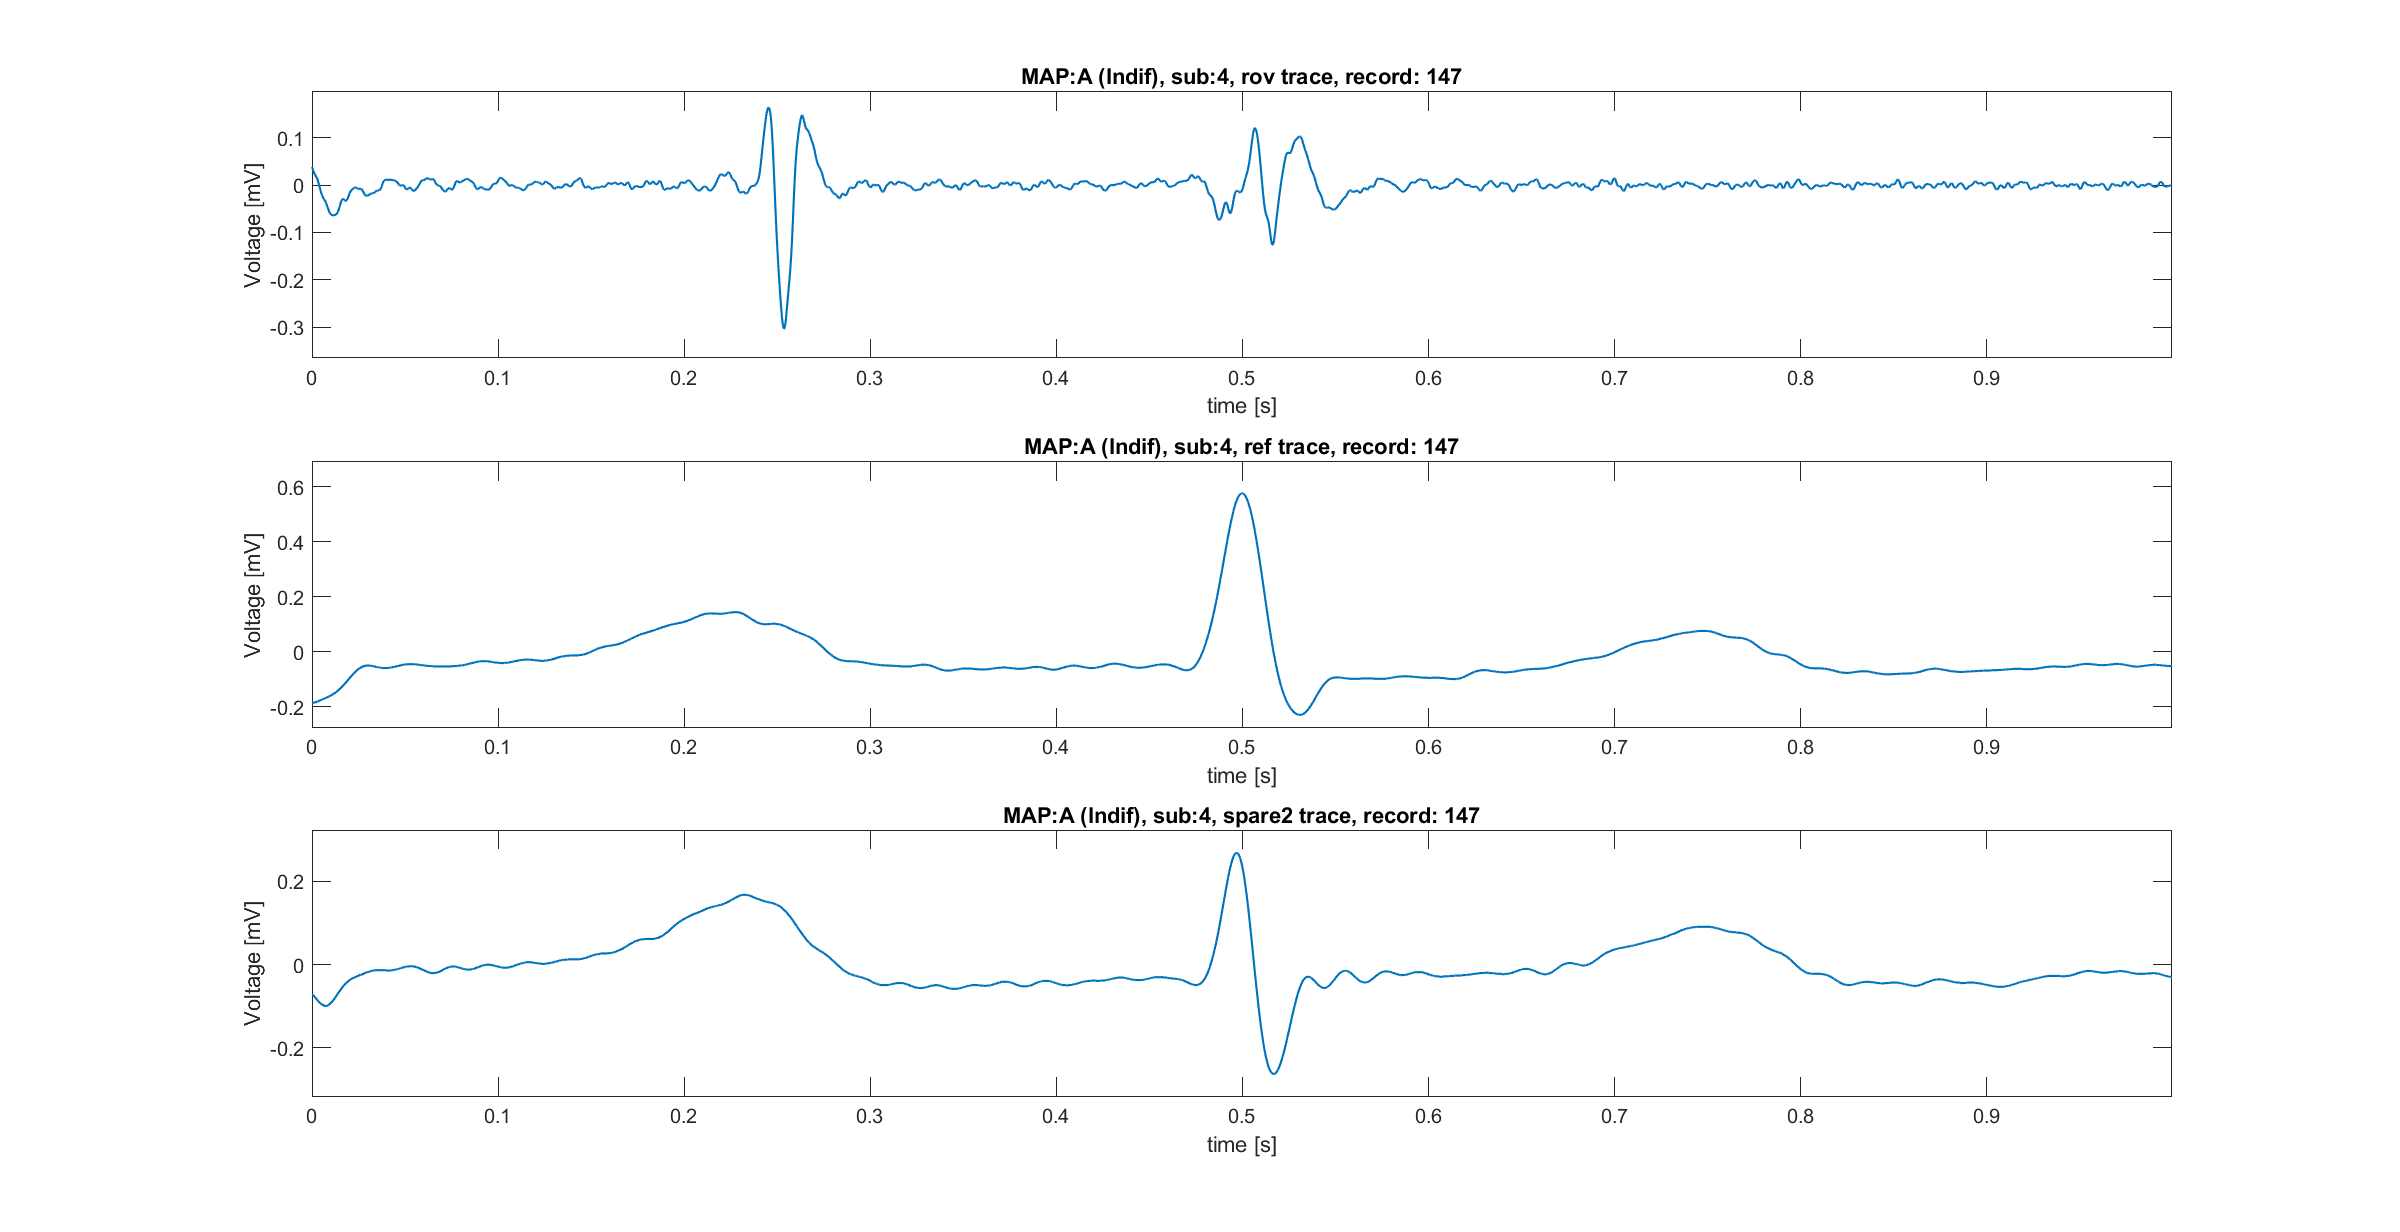 MAP:A (Indif), sub:4, rov trace, record: 147
Voltage [mV]
0.1
0
-0.1
-0.2
-0.3
0 0.1 0.2 0.3 0.4 0.5 0.6 0.7 0.8 0.9
time [s]
MAP:A (Indif), sub:4, ref trace, record: 147
Voltage [mV]
0.6
0.4
0.2
0
-0.2
0 0.1 0.2 0.3 0.4 0.5 0.6 0.7 0.8 0.9
time [s]
MAP:A (Indif), sub:4, spare2 trace, record: 147
Voltage [mV]
0.2
0
-0.2
0 0.1 0.2 0.3 0.4 0.5 0.6 0.7 0.8 0.9
time [s]